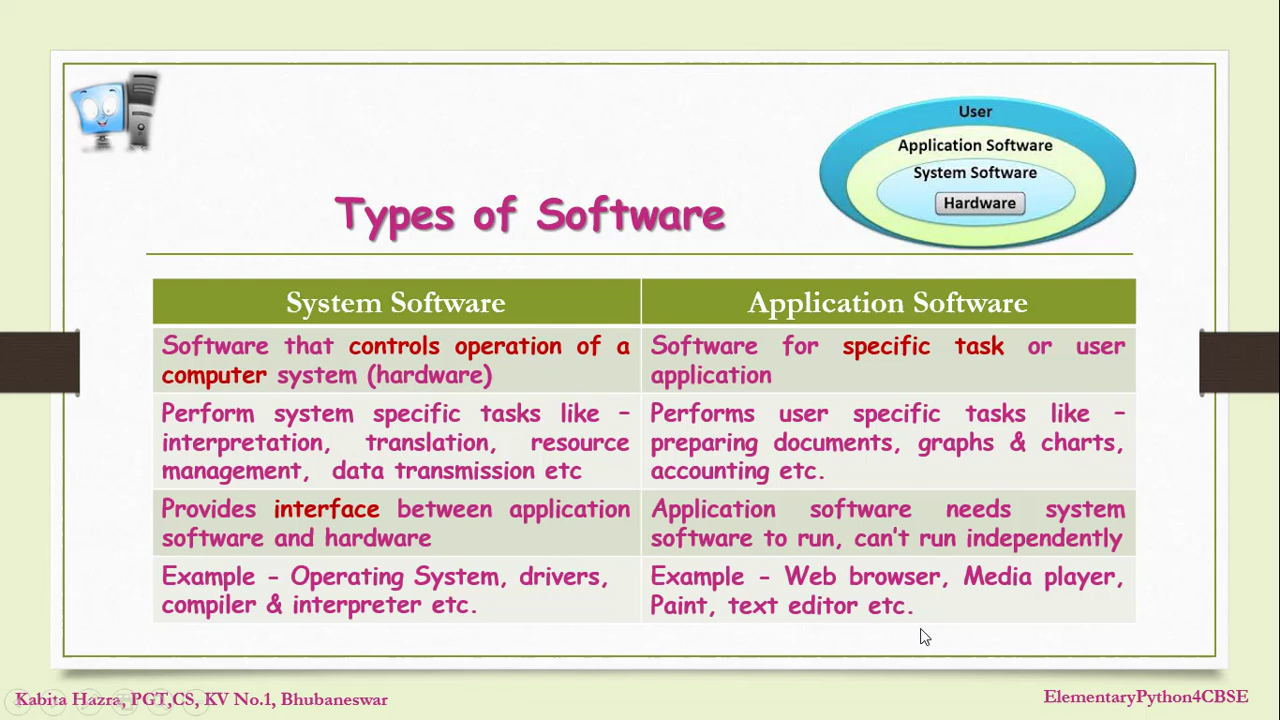 User
Application Software
System Software
Hardware
Types of Software
System Software
Application Software
Software that controls operation of a
computer system (hardware)
Software for specific task or user
application
Perform system specific tasks like –
interpretation, translation, resource
management, data transmission etc
Performs user specific tasks like –
preparing documents, graphs & charts,
accounting etc.
Provides interface between application
software and hardware
Application software needs system
software to run, can't run independently
Example - Operating System, drivers,
compiler & interpreter etc.
Example - Web browser, Media player,
Paint, text editor etc.
Kabita Hazra, PGT,CS, KV No.1, Bhubaneswar
ElementaryPython4CBSE